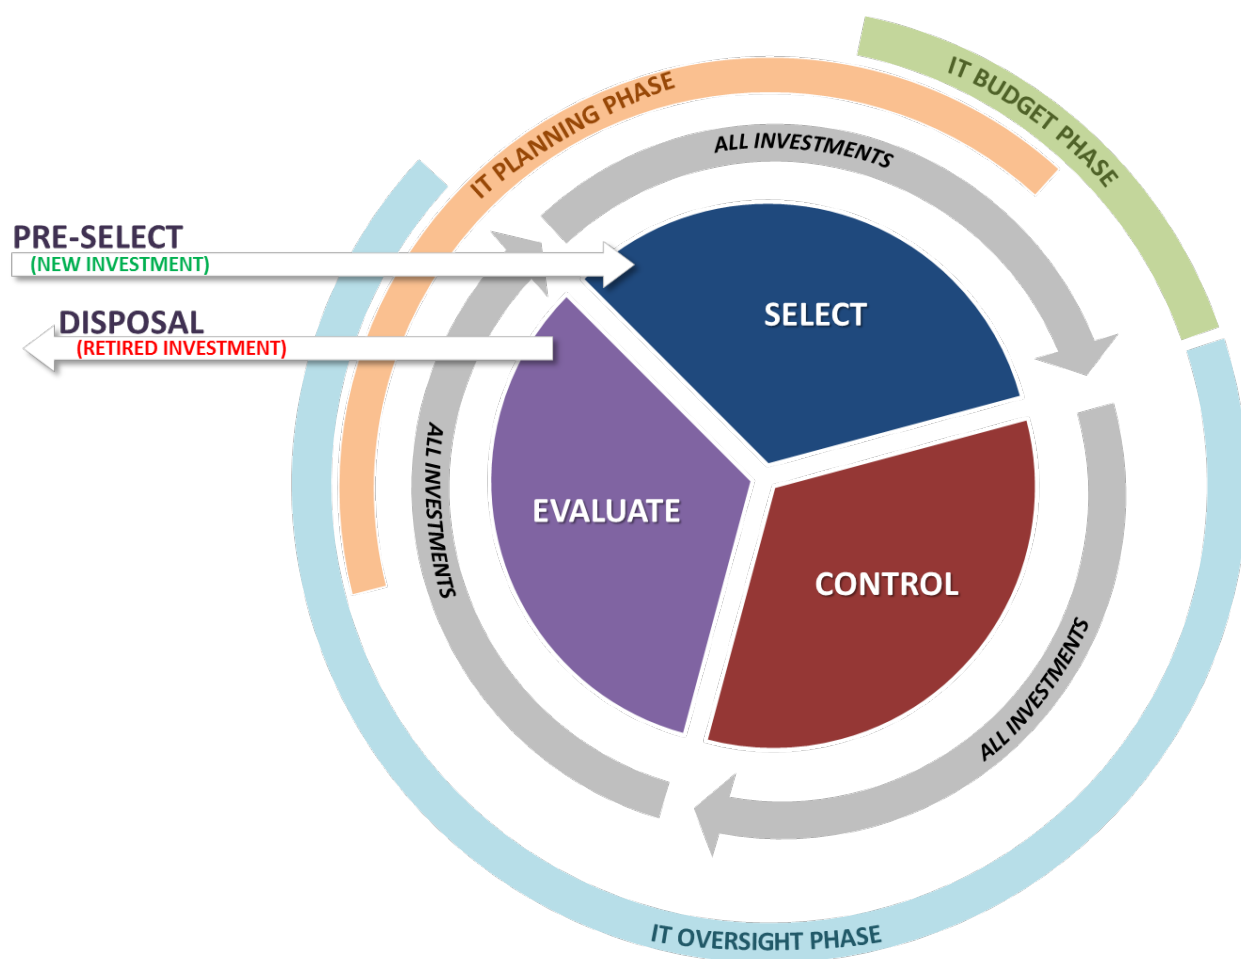 IT BUDGET PHASE
IT PLANNING PHASE
ALL INVESTMENTS
PRE-SELECT
(NEW INVESTMENT)
SELECT
DISPOSAL
(RETIRED INVESTMENT)
ALL INVESTMENTS
EVALUATE
CONTROL
ALL INVESTMENTS
IT OVERSIGHT PHASE